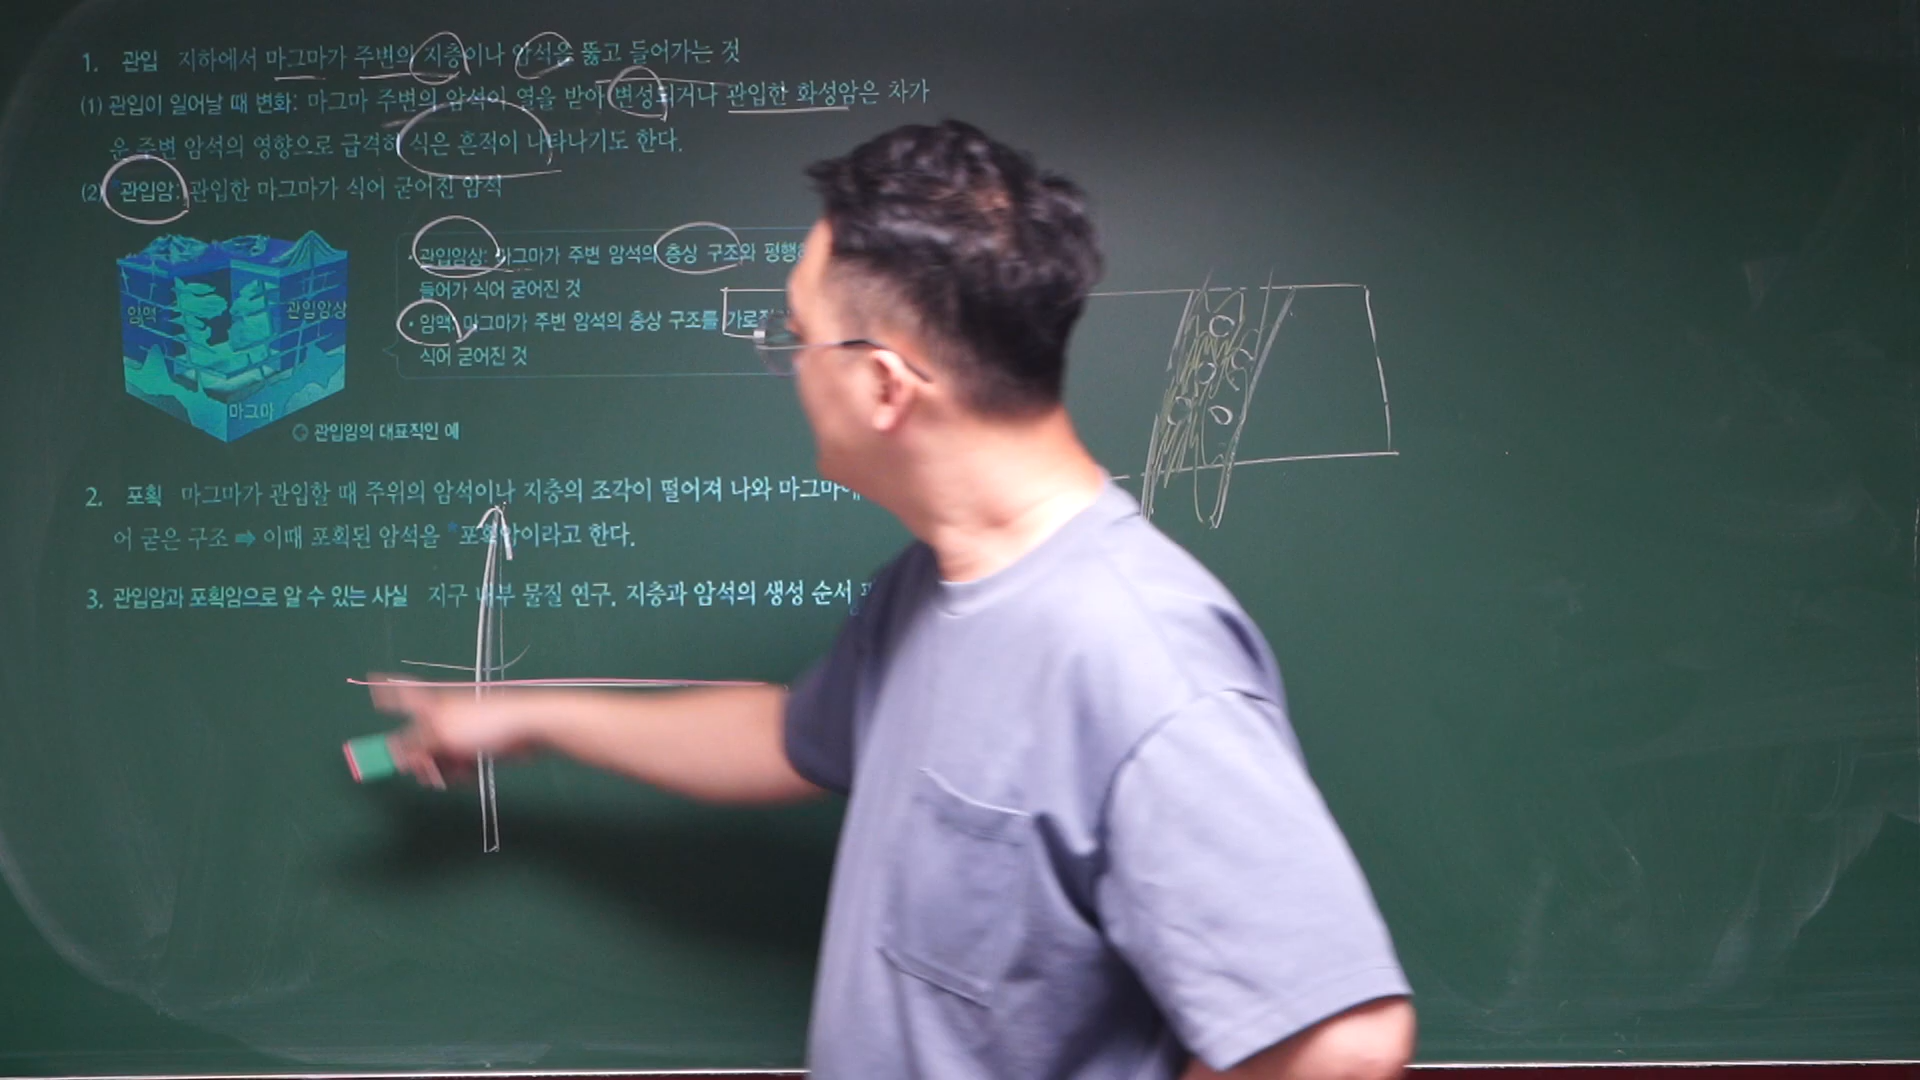 1. 관입 지하에서 마그마가 주변의 지층이나 암석을 뚫고 들어가는 것
(1) 관입이 일어날 때 변화: 마그마 주변의 암석이 열을 받아 변성되거나 관입한 화성암은 차가
운 주변 암석의 영향으로 급격히 식은 흔적이 나타나기도 한다.
(2) *관입암: 관입한 마그마가 식어 굳어진 암석
암맥
관입암상
마그마
관입암의 대표적인 예
• 관입암상: 마그마가 주변 암석의 층상 구조와 평행
들어가 식어 굳어진 것
• 암맥: 마그마가 주변 암석의 층상 구조를
식어 굳어진 것
2. 포획 마그마가 관입할 때 주위의 암석이나 지층의 조각이 떨어져 나와
어 굳은 구조 ➡ 이때 포획된 암석을 *포획암이라고 한다.
3. 관입암과 포획암으로 알 수 있는 사실 지구 내부 물질 연구, 지층과 암석의 생성 순서